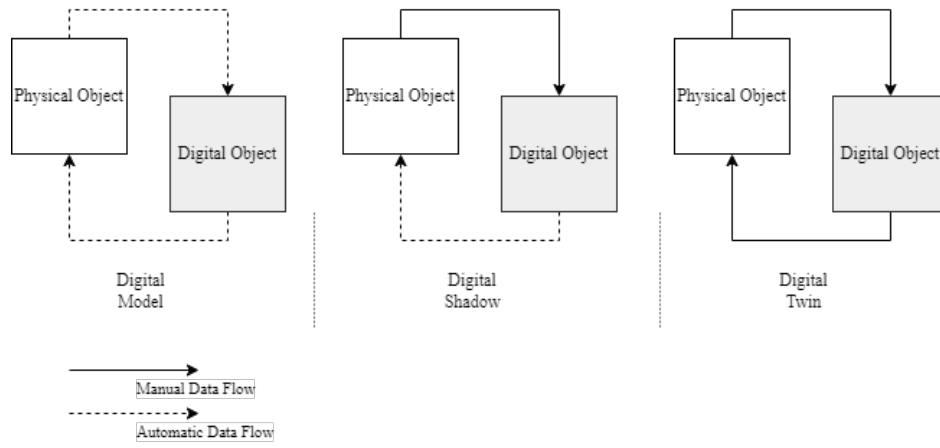 Physical Object
Digital Object
Physical Object
Digital Object
Physical Object
Digital Object
Digital
Model
Digital
Shadow
Digital
Twin
Manual Data Flow
Automatic Data Flow